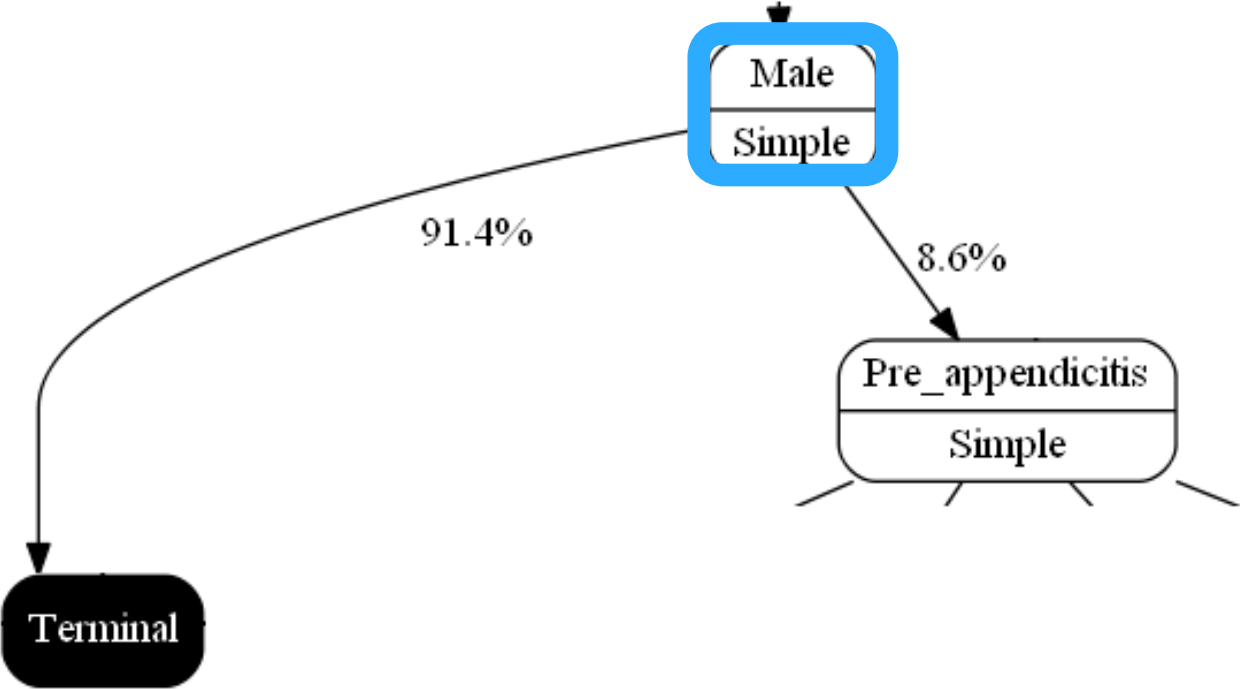 Male
Simple
91.4%
8.6%
Pre_appendicitis
Simple
Terminal